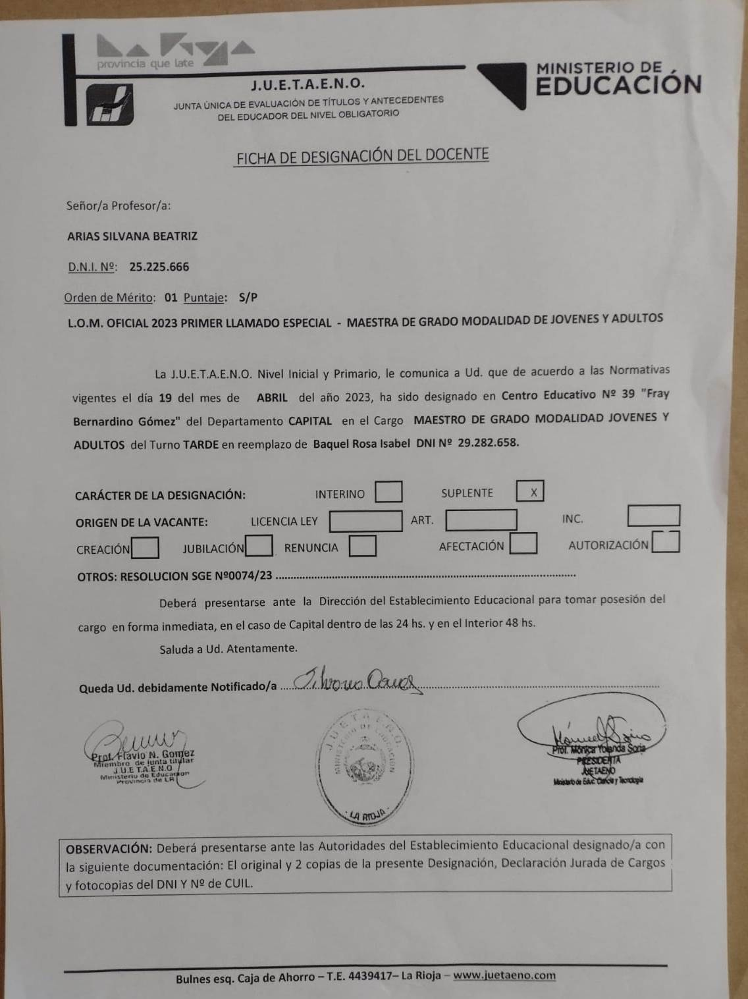 La Rioja
provincia que late
J.U.E.T.A.E.N.O.
JUNTA ÚNICA DE EVALUACIÓN DE TÍTULOS Y ANTECEDENTES
DEL EDUCADOR DEL NIVEL OBLIGATORIO
MINISTERIO DE
EDUCACIÓN
FICHA DE DESIGNACIÓN DEL DOCENTE
Señor/a Profesor/a:
ARIAS SILVANA BEATRIZ
D.N.I. Nº: 25.225.666
Orden de Mérito: 01 Puntaje: S/P
L.O.M. OFICIAL 2023 PRIMER LLAMADO ESPECIAL - MAESTRA DE GRADO MODALIDAD DE JOVENES Y ADULTOS
La J.U.E.T.A.E.N.O. Nivel Inicial y Primario, le comunica a Ud. que de acuerdo a las Normativas
vigentes el día 19 del mes de ABRIL del año 2023, ha sido designado en Centro Educativo Nº 39 "Fray
Bernardino Gómez" del Departamento CAPITAL en el Cargo MAESTRO DE GRADO MODALIDAD JOVENES Y
ADULTOS del Turno TARDE en reemplazo de Baquel Rosa Isabel DNI Nº 29.282.658.
CARÁCTER DE LA DESIGNACIÓN: INTERINO SUPLENTE X
ORIGEN DE LA VACANTE: LICENCIA LEY ART. INC.
CREACIÓN JUBILACIÓN RENUNCIA AFECTACIÓN AUTORIZACIÓN
OTROS: RESOLUCION SGE Nº0074/23
Deberá presentarse ante la Dirección del Establecimiento Educacional para tomar posesión del
cargo en forma inmediata, en el caso de Capital dentro de las 24 hs. y en el Interior 48 hs.
Saluda a Ud. Atentamente.
Queda Ud. debidamente Notificado/a
Prof. Flavio N. Gomez
Miembro de junta titular
J.U.E.T.A.E.N.O
Ministerio de Educacion
Provincia de LR
J.U.E.T.A.E.N.O.
MINISTERIO DE EDUCACIÓN
- LA RIOJA -
Prof. Mónica Yolanda Soria
PRESIDENTA
JUETAENO
Ministerio de Educ. Ciencia y Tecnología
OBSERVACIÓN: Deberá presentarse ante las Autoridades del Establecimiento Educacional designado/a con
la siguiente documentación: El original y 2 copias de la presente Designación, Declaración Jurada de Cargos
y fotocopias del DNI Y Nº de CUIL.
Bulnes esq. Caja de Ahorro – T.E. 4439417– La Rioja – www.juetaeno.com